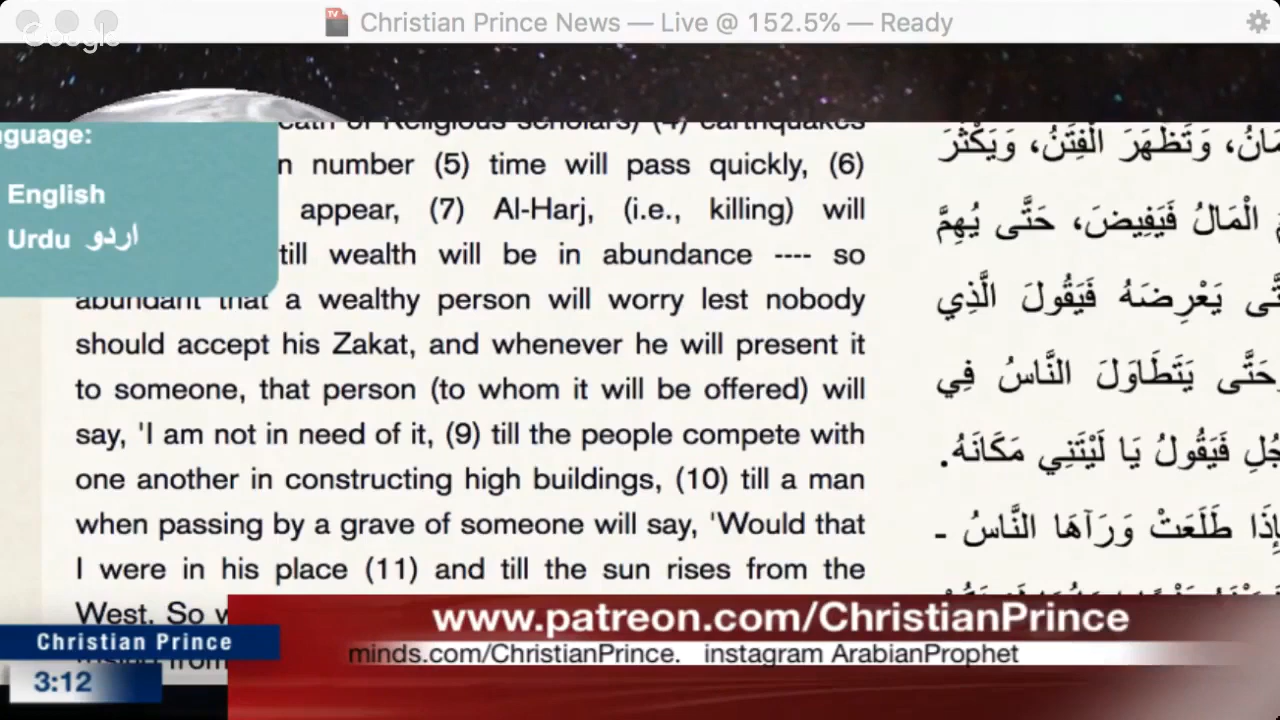 Christian Prince News — Live @ 152.5% — Ready
Google
nguage:
English
Urdu اردو
Religious scholars) (4) earthquakes
n number (5) time will pass quickly, (6)
appear, (7) Al-Harj, (i.e., killing) will
till wealth will be in abundance ---- so
abundant that a wealthy person will worry lest nobody
should accept his Zakat, and whenever he will present it
to someone, that person (to whom it will be offered) will
say, 'I am not in need of it, (9) till the people compete with
one another in constructing high buildings, (10) till a man
when passing by a grave of someone will say, 'Would that
I were in his place (11) and till the sun rises from the
West. So w
from
مَانُ، وَتَظْهَرَ الْفِتَنُ، وَيَكْثُرَ
الْمَالُ فَيَفِيضَ، حَتَّى يُهِمَّ
تَّى يَعْرِضَهُ فَيَقُولَ الَّذِي
وَحَتَّى يَتَطَاوَلَ النَّاسُ فِي
جُلِ فَيَقُولُ يَا لَيْتَنِي مَكَانَهُ.
فَإِذَا طَلَعَتْ وَرَآهَا النَّاسُ ـ
www.patreon.com/ChristianPrince
Christian Prince
minds.com/ChristianPrince. instagram ArabianProphet
3:12